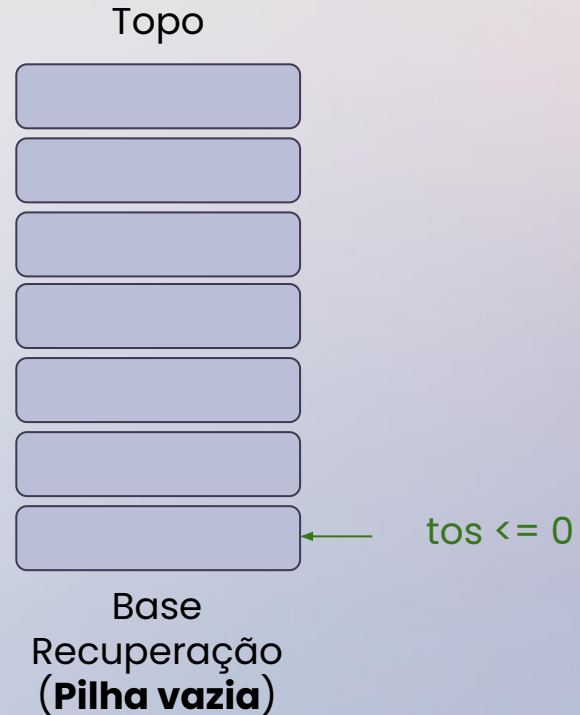 Topo
tos <= 0
Base
Recuperação
(Pilha vazia)